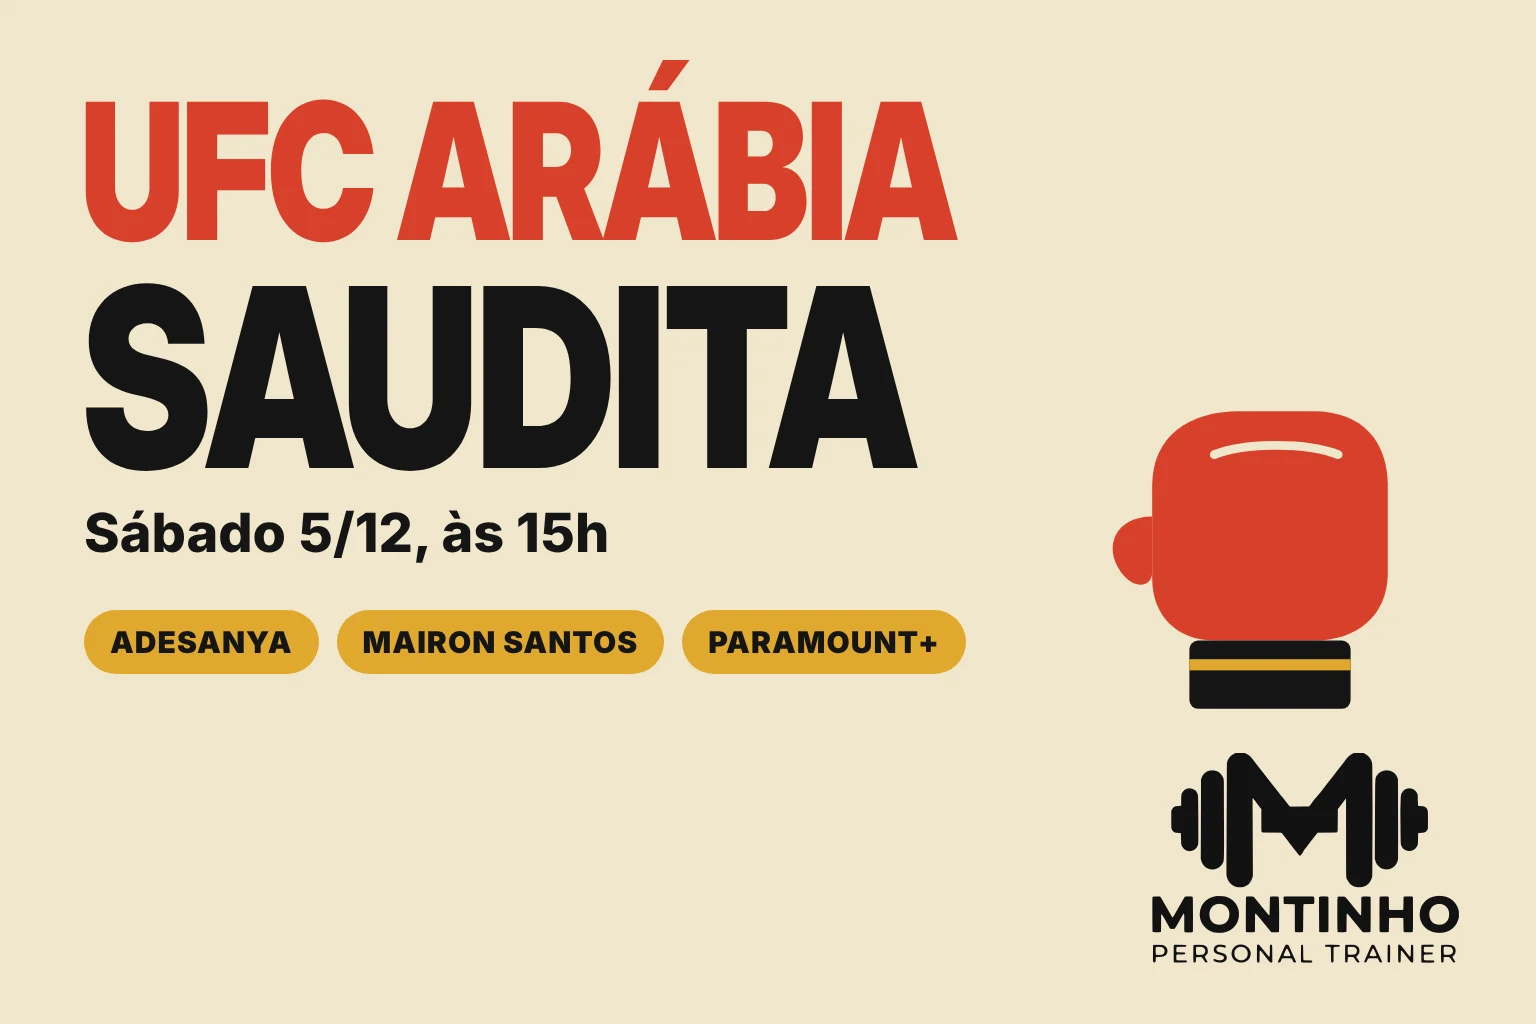 UFC ARÁBIA
SAUDITA
Sábado 5/12, às 15h
ADESANYA MAIRON SANTOS PARAMOUNT+
MONTINHO
PERSONAL TRAINER